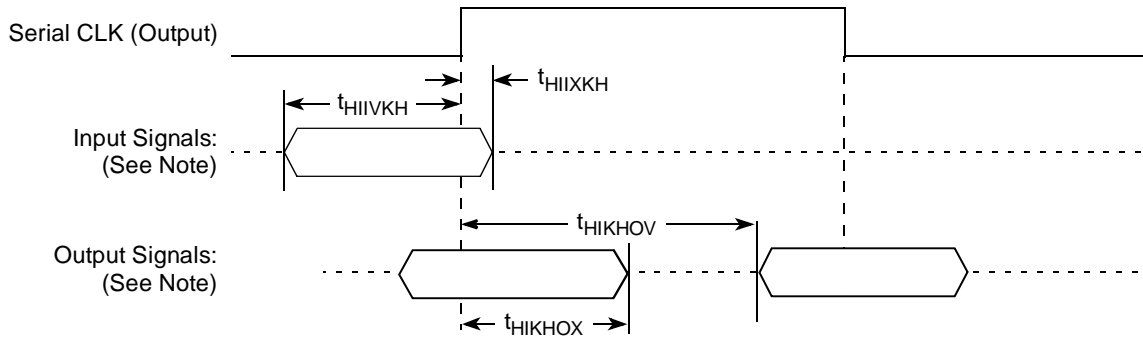 Serial CLK (Output)
tHIIXKH
tHIIVKH
Input Signals:
(See Note)
tHIKHOV
Output Signals:
(See Note)
tHIKHOX